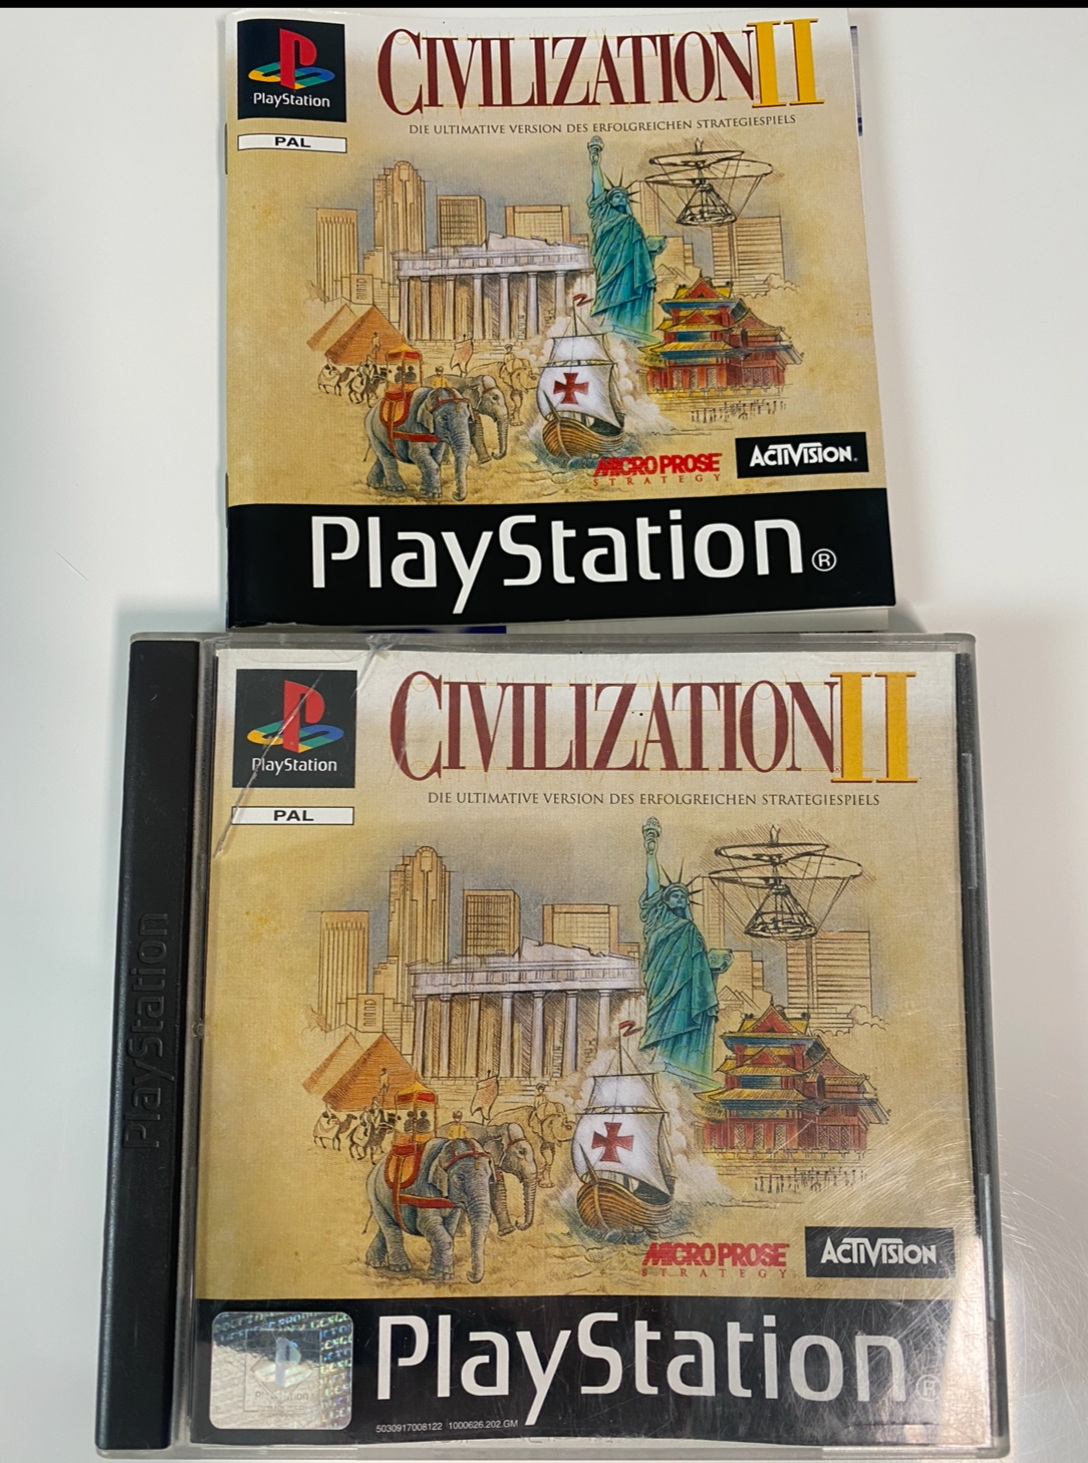 PlayStation
CIVILIZATION II
PAL
DIE ULTIMATIVE VERSION DES ERFOLGREICHEN STRATEGIESPIELS
MICROPROSE
STRATEGY
ACTIVISION®
PlayStation®
PlayStation
CIVILIZATION II
PAL
DIE ULTIMATIVE VERSION DES ERFOLGREICHEN STRATEGIESPIELS
PlayStation
MICROPROSE
STRATEGY
ACTIVISION.
PlayStation
PlayStation®
5030917008122 1000626.202.GM